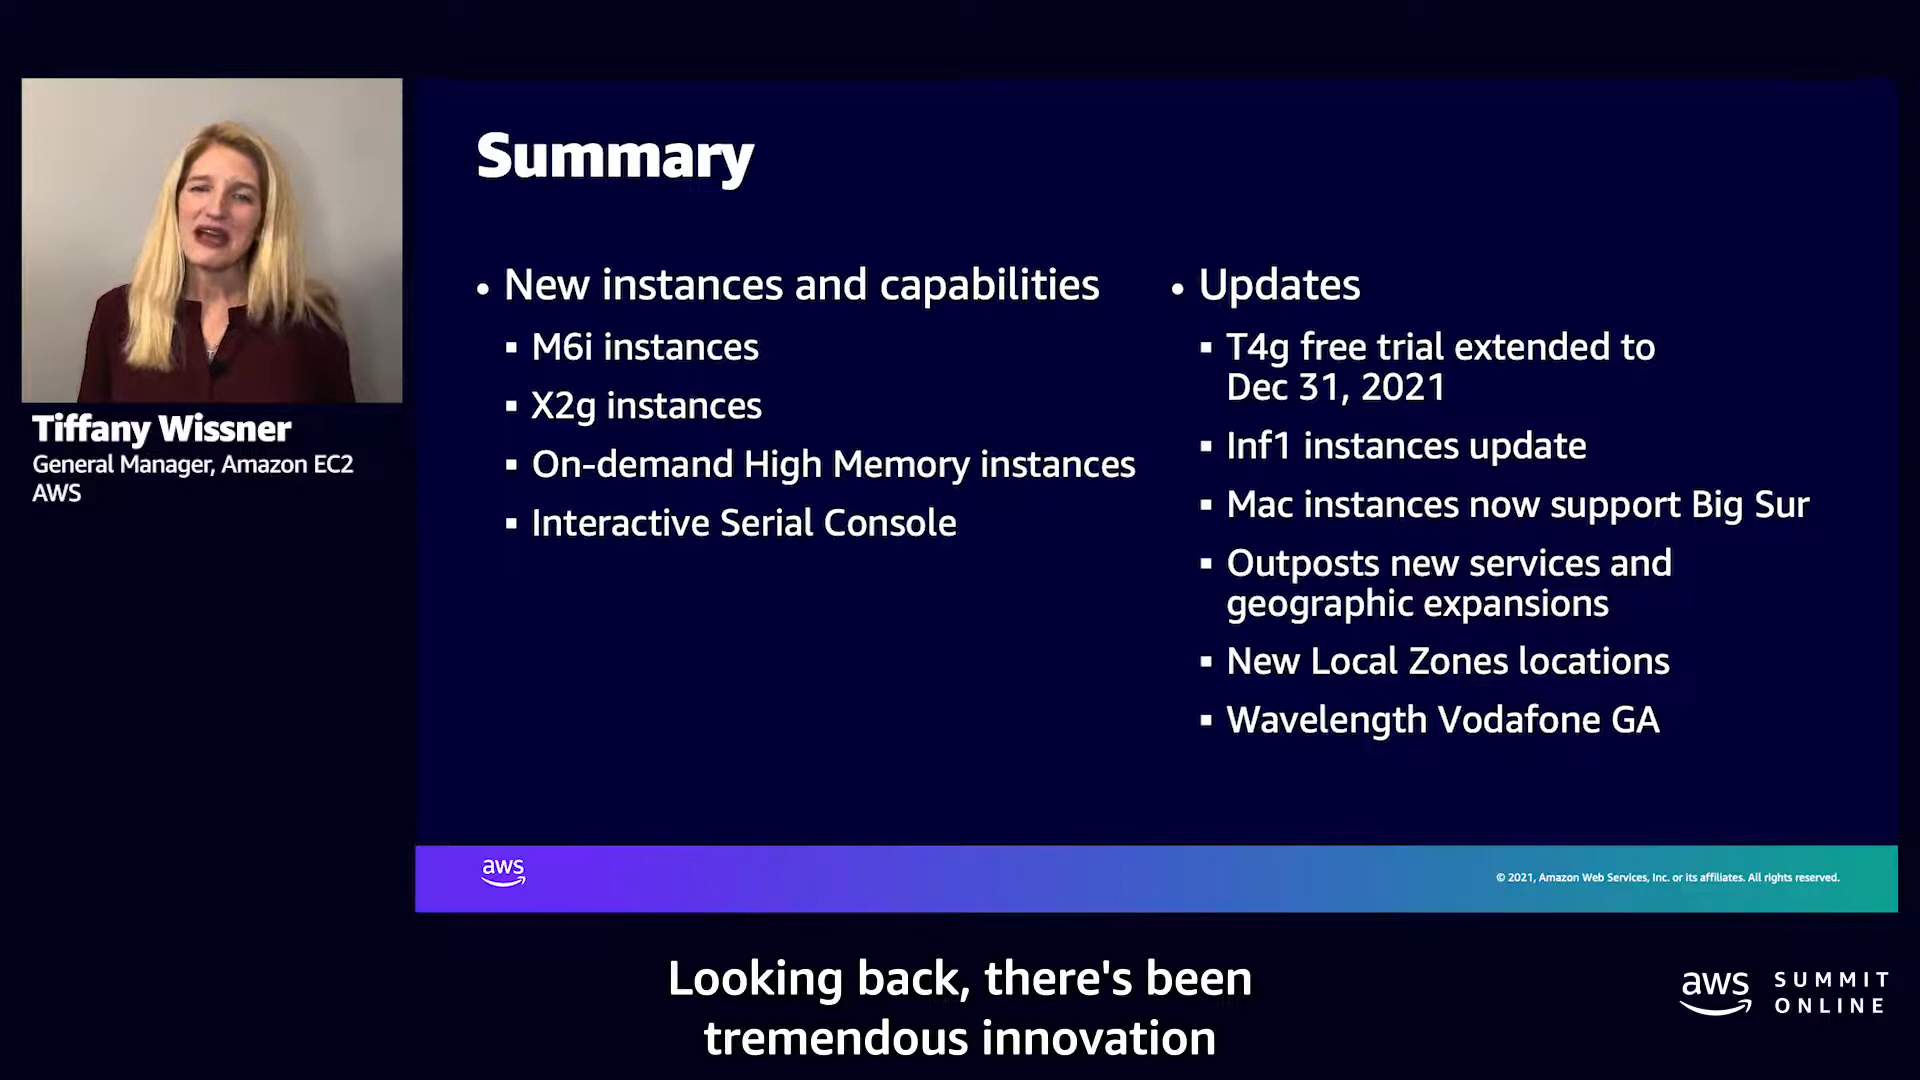 Summary
• New instances and capabilities
▪ M6i instances
▪ X2g instances
▪ On-demand High Memory instances
▪ Interactive Serial Console
• Updates
▪ T4g free trial extended to
Dec 31, 2021
▪ Inf1 instances update
▪ Mac instances now support Big Sur
▪ Outposts new services and
geographic expansions
▪ New Local Zones locations
▪ Wavelength Vodafone GA
Tiffany Wissner
General Manager, Amazon EC2
AWS
aws
© 2021, Amazon Web Services, Inc. or its affiliates. All rights reserved.
Looking back, there's been
tremendous innovation
aws SUMMIT
ONLINE